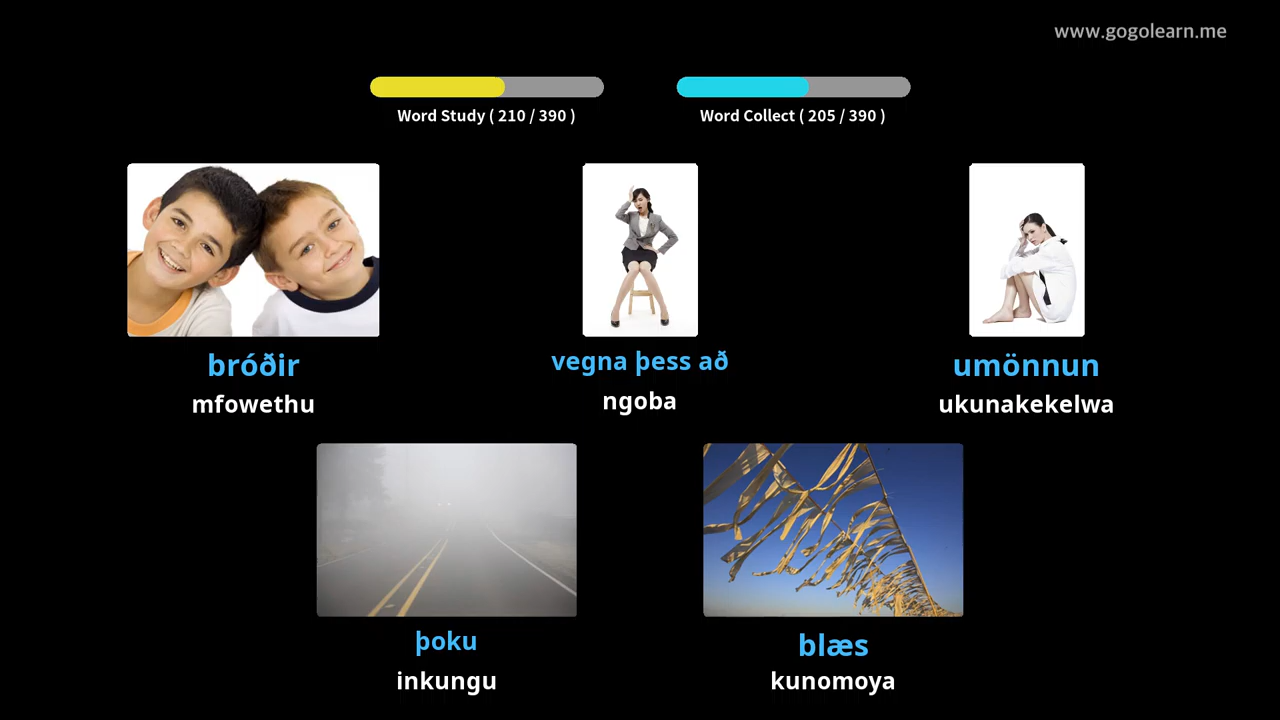 www.gogolearn.me
Word Study ( 210 / 390 )
Word Collect ( 205 / 390 )
bróðir
mfowethu
vegna þess að
ngoba
umönnun
ukunakekelwa
þoku
inkungu
blæs
kunomoya